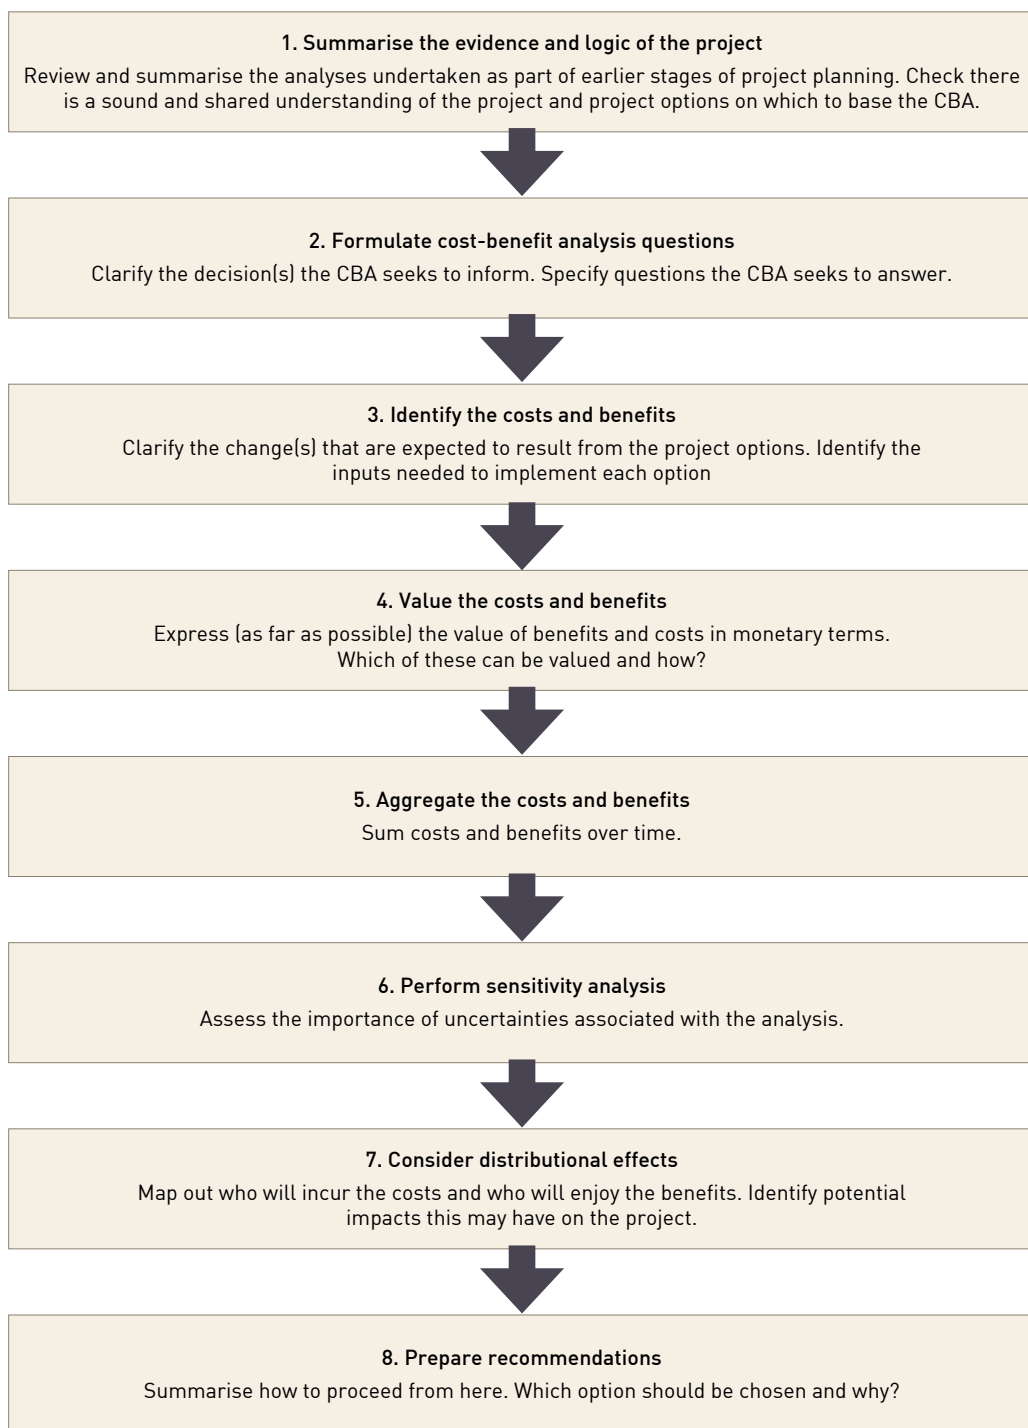 1. Summarise the evidence and logic of the project
Review and summarise the analyses undertaken as part of earlier stages of project planning. Check there
is a sound and shared understanding of the project and project options on which to base the CBA.
2. Formulate cost-benefit analysis questions
Clarify the decision(s) the CBA seeks to inform. Specify questions the CBA seeks to answer.
3. Identify the costs and benefits
Clarify the change(s) that are expected to result from the project options. Identify the
inputs needed to implement each option
4. Value the costs and benefits
Express (as far as possible) the value of benefits and costs in monetary terms.
Which of these can be valued and how?
5. Aggregate the costs and benefits
Sum costs and benefits over time.
6. Perform sensitivity analysis
Assess the importance of uncertainties associated with the analysis.
7. Consider distributional effects
Map out who will incur the costs and who will enjoy the benefits. Identify potential
impacts this may have on the project.
8. Prepare recommendations
Summarise how to proceed from here. Which option should be chosen and why?